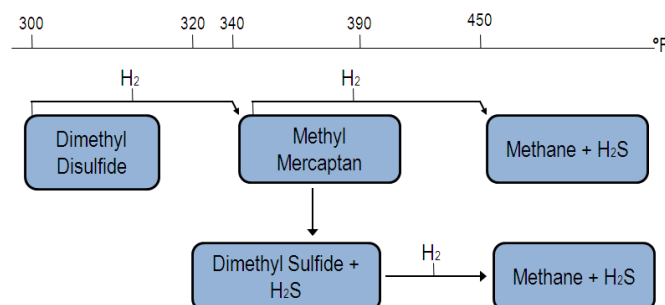 300 320 340 390 450
°F
H₂ H₂
Dimethyl
Disulfide
Methyl
Mercaptan
Methane + H₂S
H₂
Dimethyl Sulfide +
H₂S
Methane + H₂S